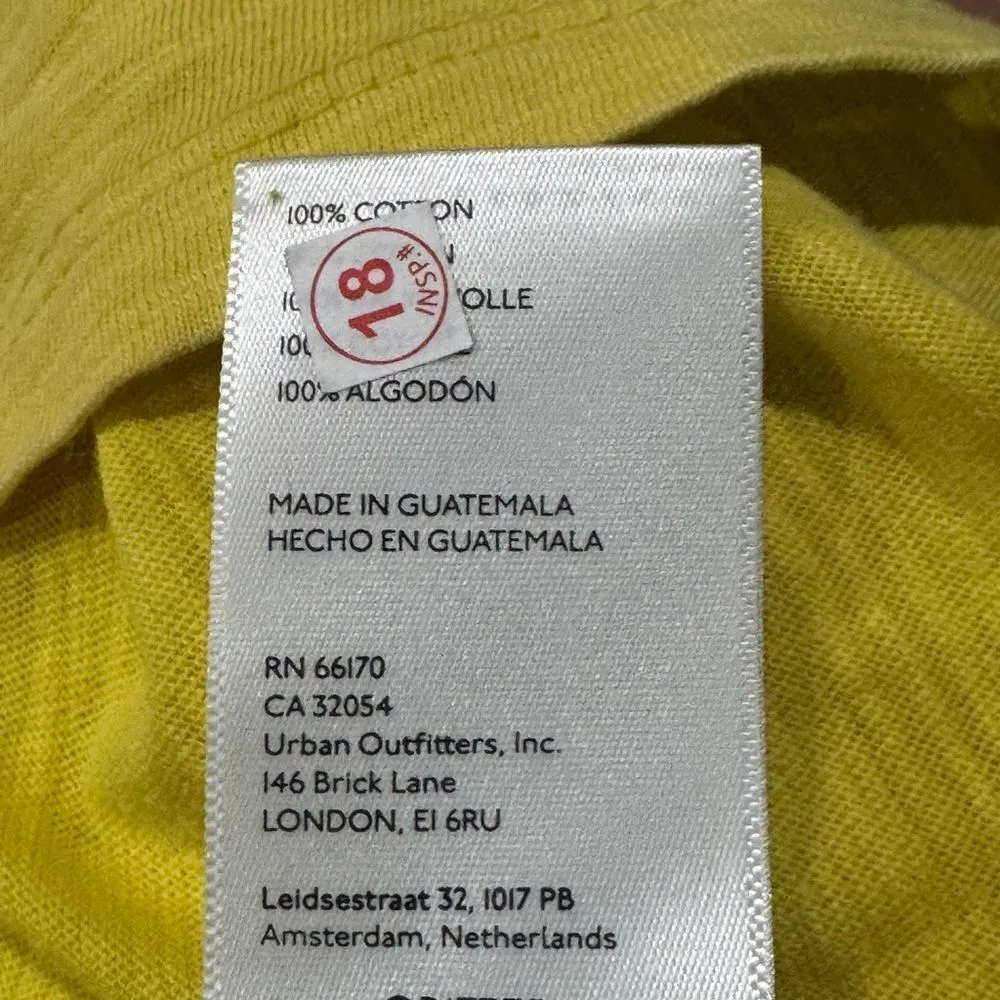 100% COTTON
18
INSP.#
100% ALGODÓN
MADE IN GUATEMALA
HECHO EN GUATEMALA
RN 66170
CA 32054
Urban Outfitters, Inc.
146 Brick Lane
LONDON, E1 6RU
Leidsestraat 32, 1017 PB
Amsterdam, Netherlands